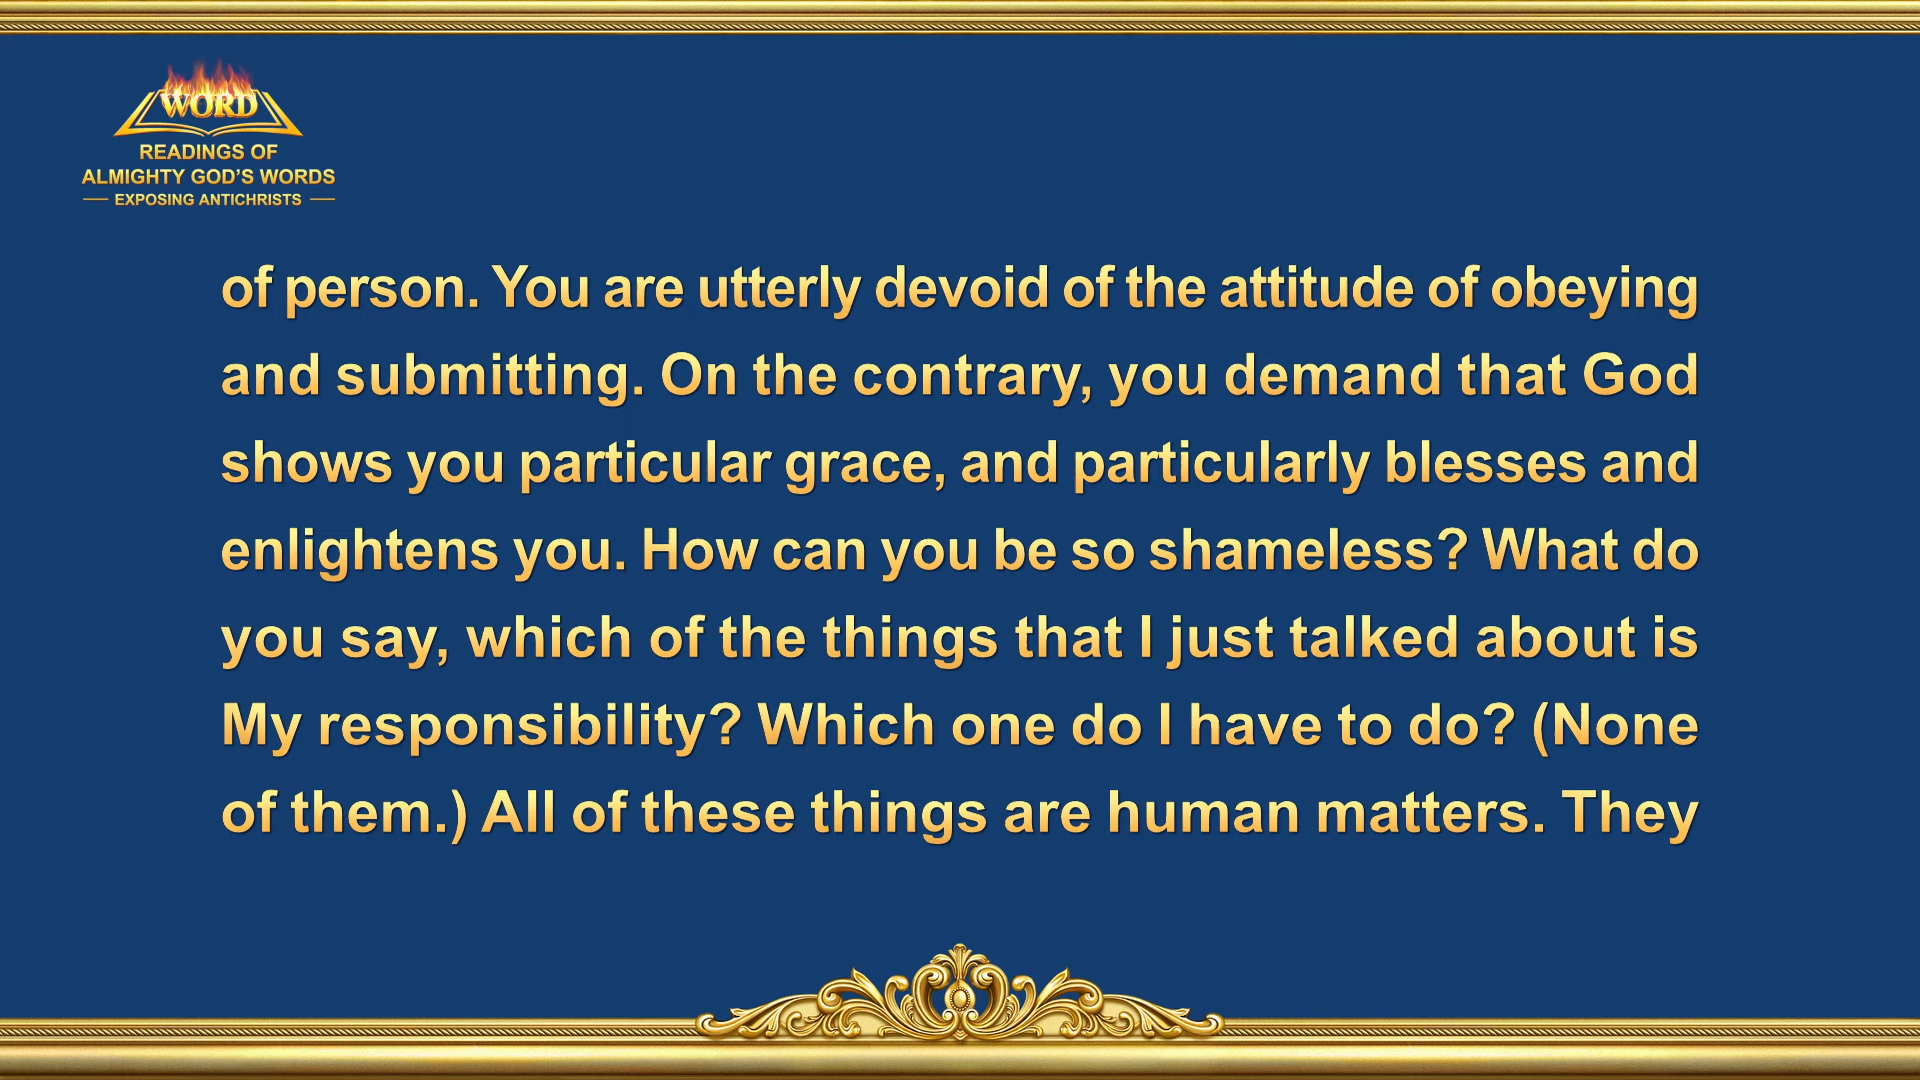 WORD
READINGS OF
ALMIGHTY GOD'S WORDS
EXPOSING ANTICHRISTS
of person. You are utterly devoid of the attitude of obeying
and submitting. On the contrary, you demand that God
shows you particular grace, and particularly blesses and
enlightens you. How can you be so shameless? What do
you say, which of the things that I just talked about is
My responsibility? Which one do I have to do? (None
of them.) All of these things are human matters. They